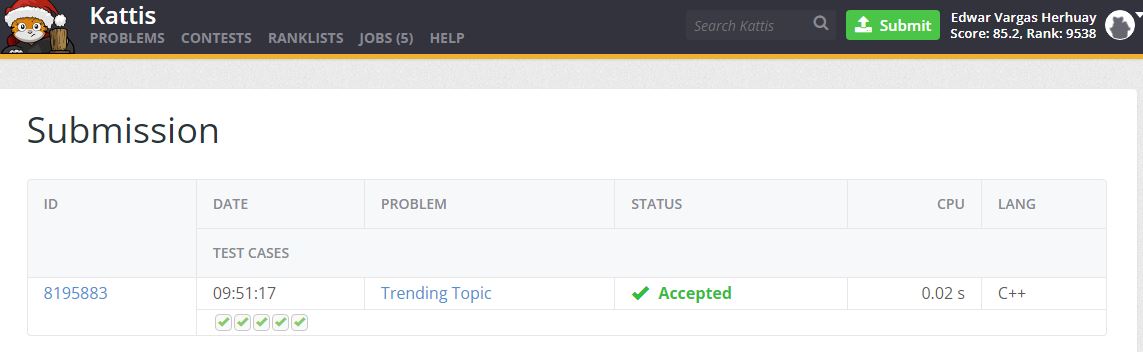 Kattis
PROBLEMS CONTESTS RANKLISTS JOBS (5) HELP
Search Kattis
Submit
Edwar Vargas Herhuay
Score: 85.2, Rank: 9538
Submission
ID DATE PROBLEM STATUS CPU LANG
TEST CASES
8195883 09:51:17 Trending Topic Accepted 0.02 s C++